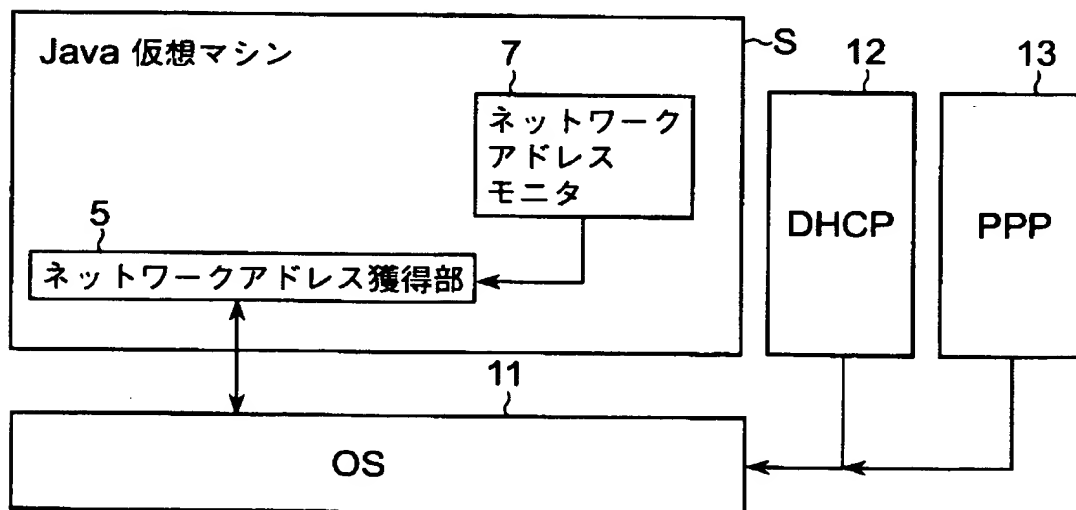 Java 仮想マシン
S
7
ネットワーク
アドレス
モニタ
5
ネットワークアドレス獲得部
12
DHCP
13
PPP
11
OS